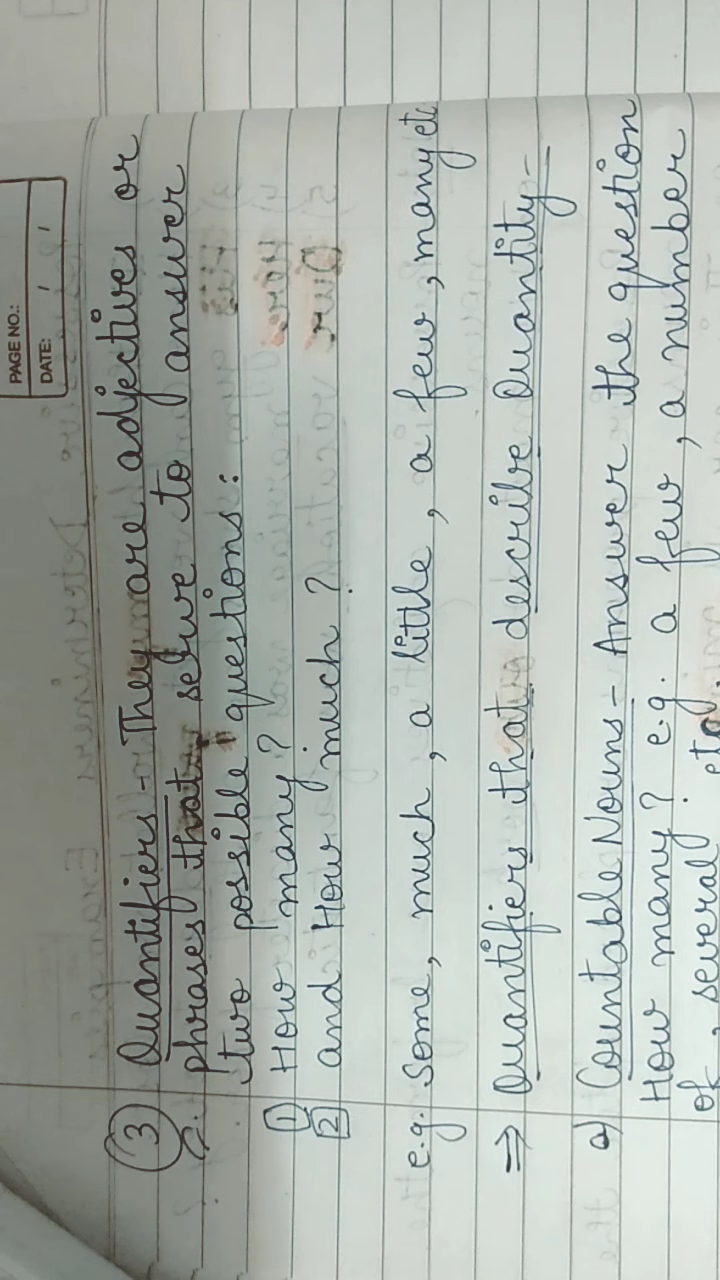 PAGE NO.:
DATE: / /
③ Quantifiers - They are adjectives or
phrases that serve to answer
two possible questions:
1 How many?
2 and How much?
e.g. Some, much, a little, a few, many etc
⇒ Quantifiers that describe Quantity -
a) Countable Nouns - Answer the question
How many? e.g. a few, a number
of, several etc.